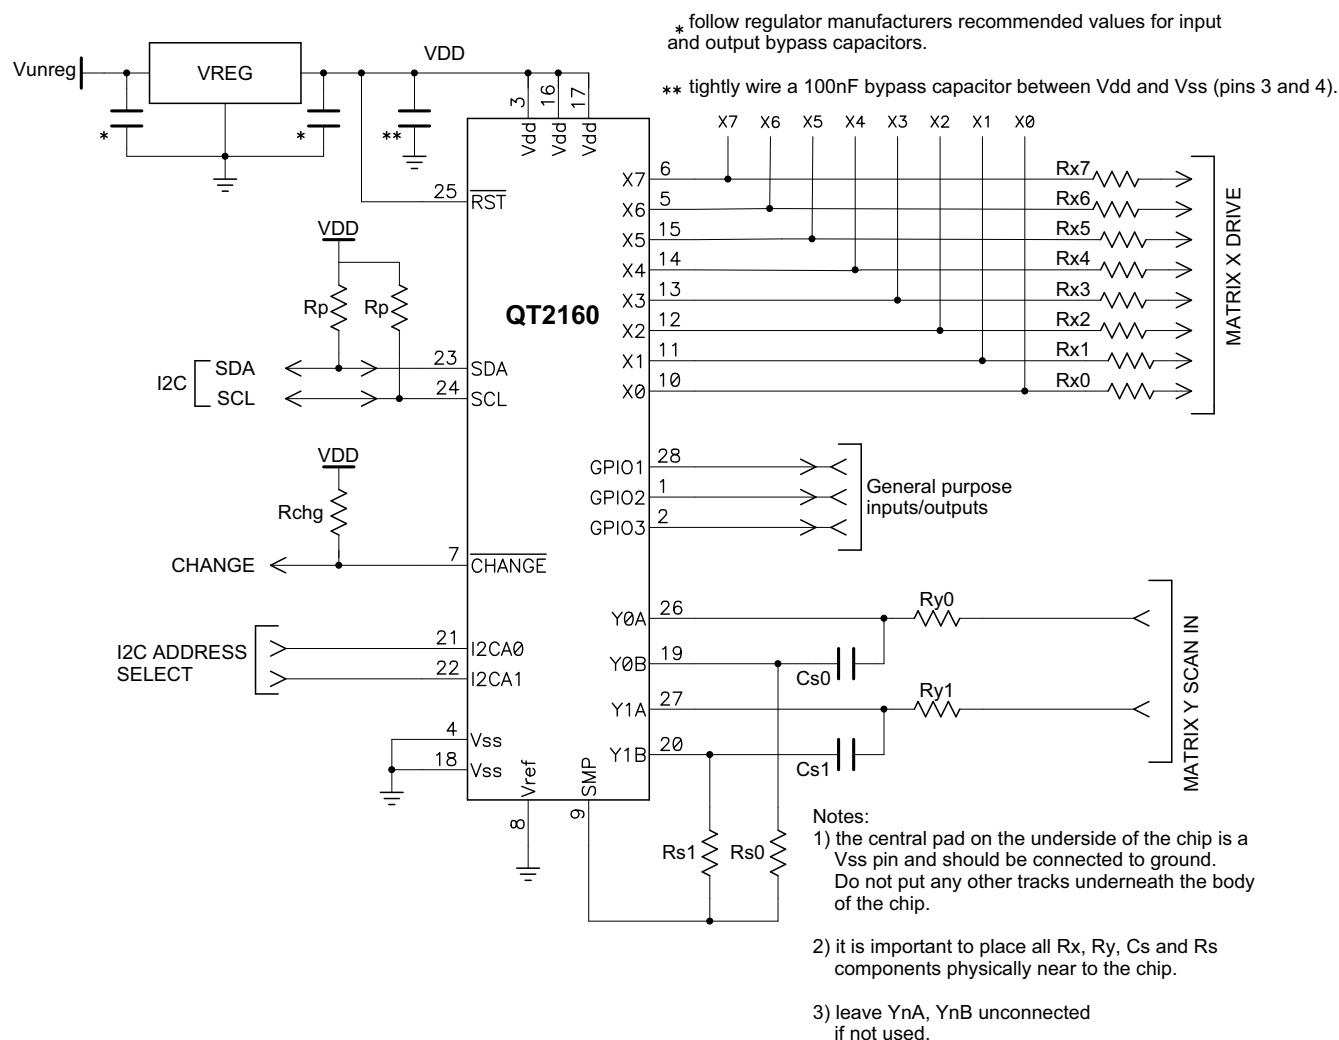 * follow regulator manufacturers recommended values for input
and output bypass capacitors.
** tightly wire a 100nF bypass capacitor between Vdd and Vss (pins 3 and 4).
Vunreg
VREG
VDD
*
*
**
3
16
17
Vdd
Vdd
Vdd
X7 X6 X5 X4 X3 X2 X1 X0
25 RST
X7 6 Rx7
X6 5 Rx6
X5 15 Rx5
X4 14 Rx4
X3 13 Rx3
X2 12 Rx2
X1 11 Rx1
X0 10 Rx0
MATRIX X DRIVE
VDD
Rp Rp
QT2160
I2C
SDA 23 SDA
SCL 24 SCL
GPIO1 28
GPIO2 1
GPIO3 2
General purpose
inputs/outputs
VDD
Rchg
CHANGE 7 CHANGE
I2C ADDRESS
SELECT
21 I2CA0
22 I2CA1
Y0A 26 Ry0
Y0B 19 Cs0
Y1A 27 Ry1
Y1B 20 Cs1
MATRIX Y SCAN IN
4 Vss
18 Vss
Vref
8
SMP
9
Rs1 Rs0
Notes:
1) the central pad on the underside of the chip is a
Vss pin and should be connected to ground.
Do not put any other tracks underneath the body
of the chip.
2) it is important to place all Rx, Ry, Cs and Rs
components physically near to the chip.
3) leave YnA, YnB unconnected
if not used.